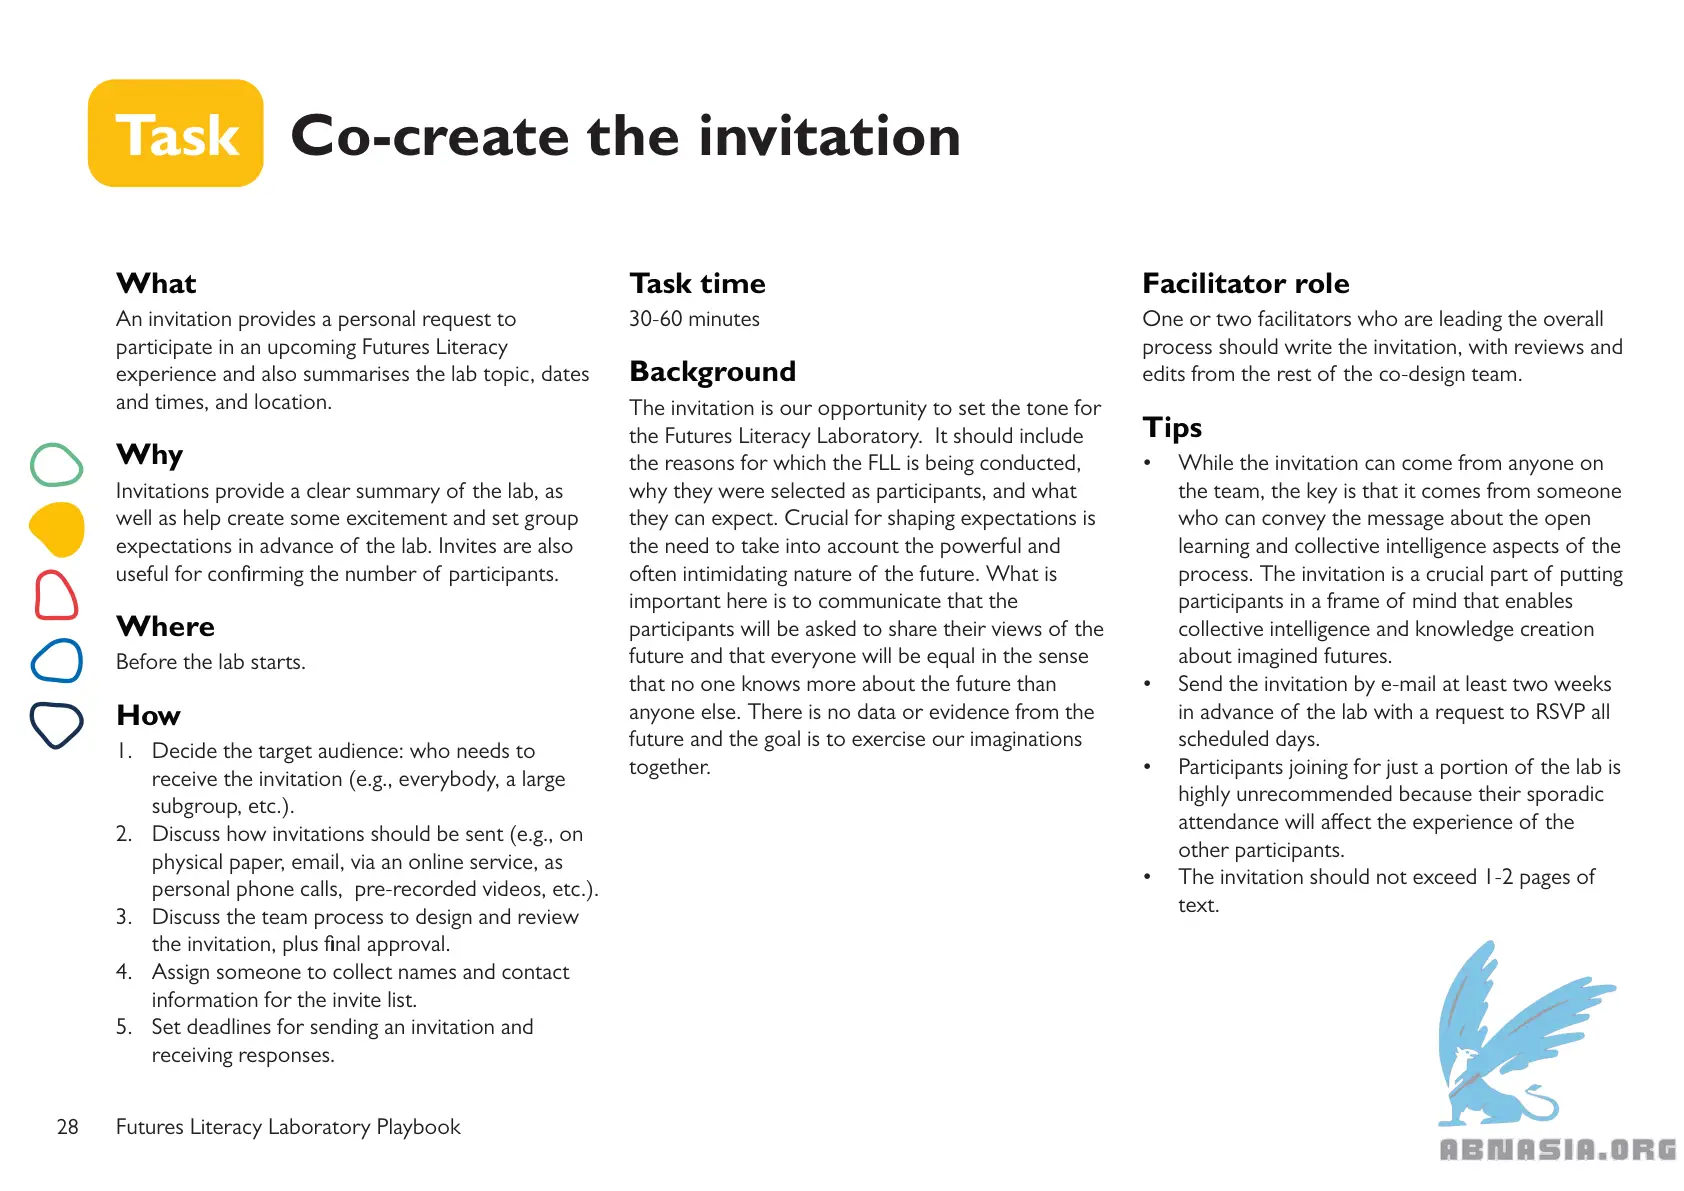 Task
Co-create the invitation
What
An invitation provides a personal request to
participate in an upcoming Futures Literacy
experience and also summarises the lab topic, dates
and times, and location.
Why
Invitations provide a clear summary of the lab, as
well as help create some excitement and set group
expectations in advance of the lab. Invites are also
useful for confirming the number of participants.
Where
Before the lab starts.
How
1. Decide the target audience: who needs to
receive the invitation (e.g., everybody, a large
subgroup, etc.).
2. Discuss how invitations should be sent (e.g., on
physical paper, email, via an online service, as
personal phone calls,  pre-recorded videos, etc.).
3. Discuss the team process to design and review
the invitation, plus final approval.
4. Assign someone to collect names and contact
information for the invite list.
5. Set deadlines for sending an invitation and
receiving responses.
Task time
30-60 minutes
Background
The invitation is our opportunity to set the tone for
the Futures Literacy Laboratory.  It should include
the reasons for which the FLL is being conducted,
why they were selected as participants, and what
they can expect. Crucial for shaping expectations is
the need to take into account the powerful and
often intimidating nature of the future. What is
important here is to communicate that the
participants will be asked to share their views of the
future and that everyone will be equal in the sense
that no one knows more about the future than
anyone else. There is no data or evidence from the
future and the goal is to exercise our imaginations
together.
Facilitator role
One or two facilitators who are leading the overall
process should write the invitation, with reviews and
edits from the rest of the co-design team.
Tips
• While the invitation can come from anyone on
the team, the key is that it comes from someone
who can convey the message about the open
learning and collective intelligence aspects of the
process. The invitation is a crucial part of putting
participants in a frame of mind that enables
collective intelligence and knowledge creation
about imagined futures.
• Send the invitation by e-mail at least two weeks
in advance of the lab with a request to RSVP all
scheduled days.
• Participants joining for just a portion of the lab is
highly unrecommended because their sporadic
attendance will affect the experience of the
other participants.
• The invitation should not exceed 1-2 pages of
text.
28 Futures Literacy Laboratory Playbook
ABNASIA.ORG